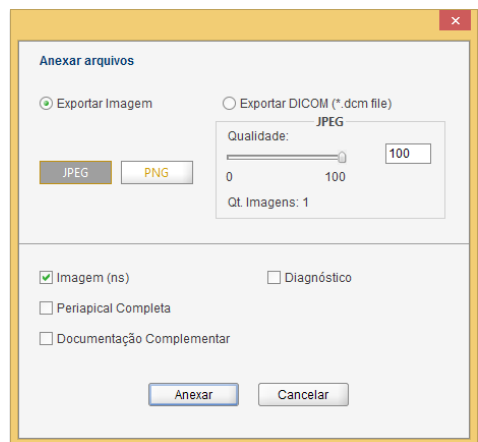 Anexar arquivos
Exportar Imagem
Exportar DICOM (*.dcm file)
JPEG
Qualidade:
100
0
100
Qt. Imagens: 1
JPEG
PNG
Imagem (ns)
Diagnóstico
Periapical Completa
Documentação Complementar
Anexar
Cancelar